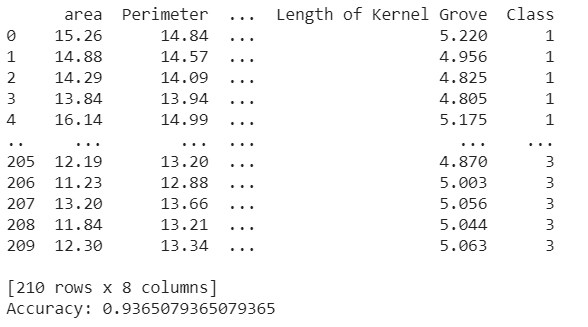 area Perimeter ... Length of Kernel Grove Class
0 15.26 14.84 ... 5.220 1
1 14.88 14.57 ... 4.956 1
2 14.29 14.09 ... 4.825 1
3 13.84 13.94 ... 4.805 1
4 16.14 14.99 ... 5.175 1
.. ... ... ... ... ...
205 12.19 13.20 ... 4.870 3
206 11.23 12.88 ... 5.003 3
207 13.20 13.66 ... 5.056 3
208 11.84 13.21 ... 5.044 3
209 12.30 13.34 ... 5.063 3
[210 rows x 8 columns]
Accuracy: 0.9365079365079365